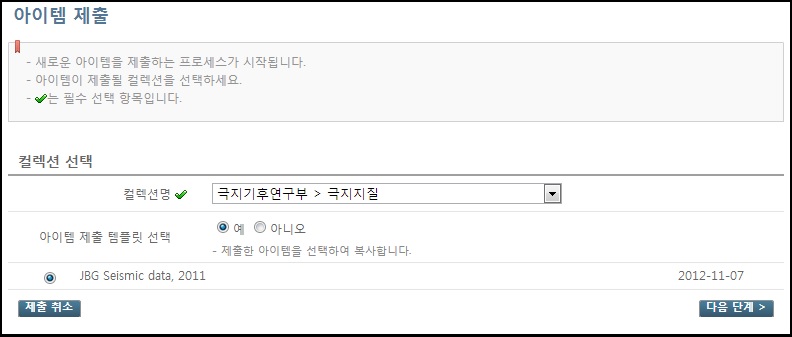 아이템 제출
- 새로운 아이템을 제출하는 프로세스가 시작됩니다.
- 아이템이 제출될 컬렉션을 선택하세요.
- 는 필수 선택 항목입니다.
컬렉션 선택
컬렉션명 극지기후연구부 > 극지지질
아이템 제출 템플릿 선택 예 아니오
- 제출한 아이템을 선택하여 복사합니다.
JBG Seismic data, 2011 2012-11-07
제출 취소 다음 단계 >